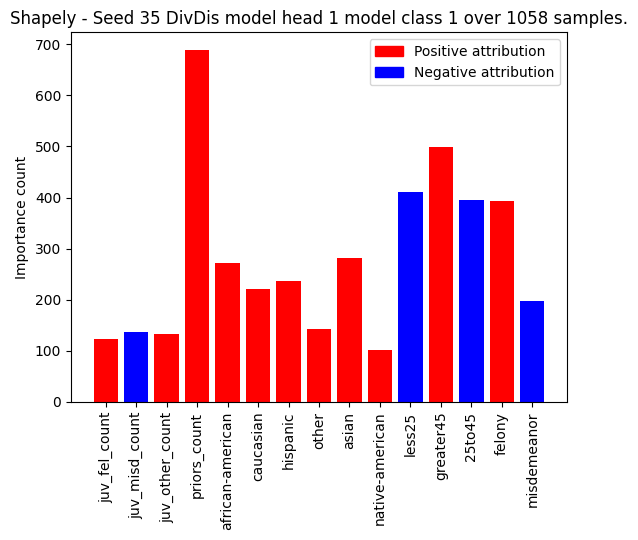 Shapely - Seed 35 DivDis model head 1 model class 1 over 1058 samples.
Positive attribution
Negative attribution
Importance count
700
600
500
400
300
200
100
0
juv_fel_count
juv_misd_count
juv_other_count
priors_count
african-american
caucasian
hispanic
other
asian
native-american
less25
greater45
25to45
felony
misdemeanor